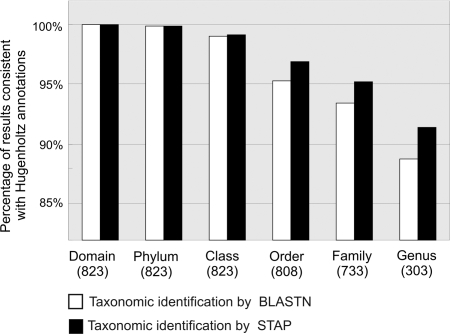 Percentage of results consistent
with Hugenholtz annotations
100%
95%
90%
85%
Domain Phylum Class Order Family Genus
(823) (823) (823) (808) (733) (303)
Taxonomic identification by BLASTN
Taxonomic identification by STAP